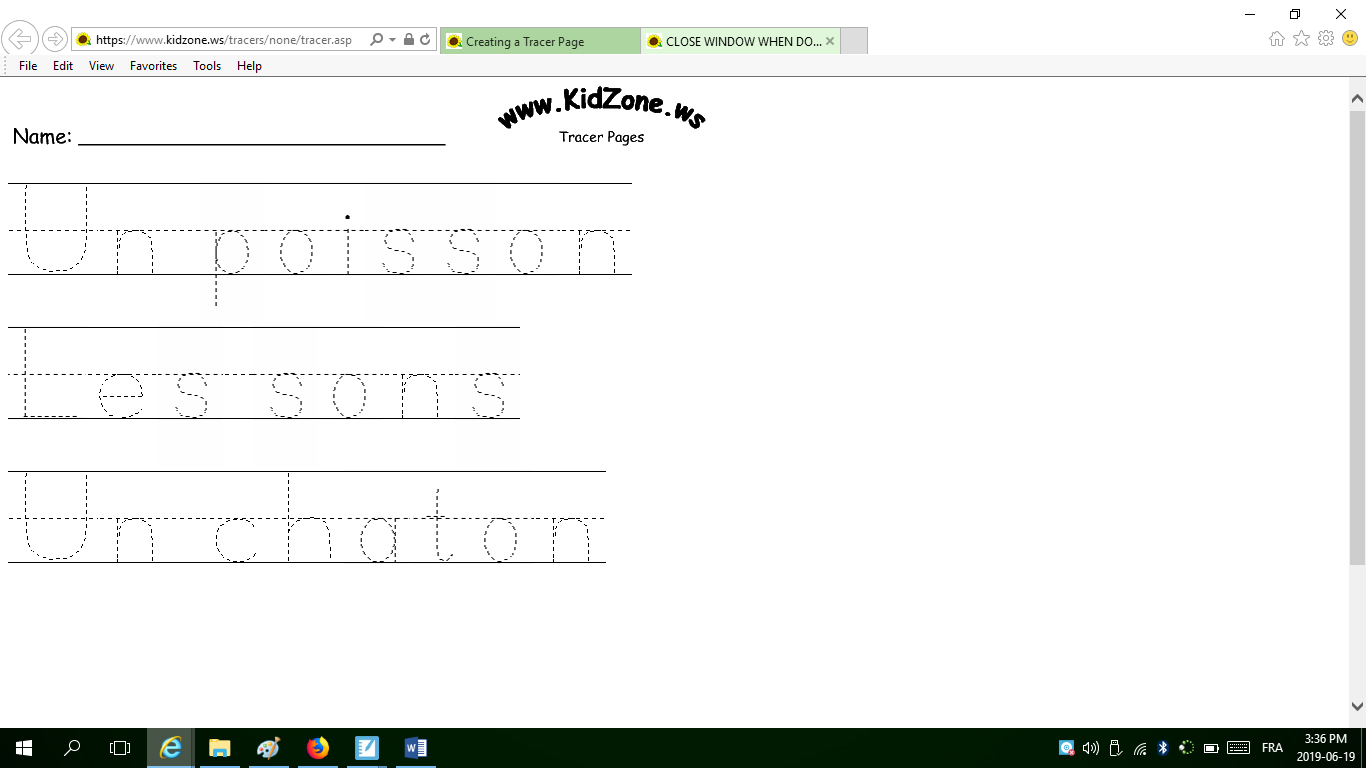 https://www.kidzone.ws/tracers/none/tracer.asp
Creating a Tracer Page
CLOSE WINDOW WHEN DO...
File Edit View Favorites Tools Help
www.KidZone.ws
Tracer Pages
Name:
Un poisson
Les sons
Un chaton
FRA
3:36 PM
2019-06-19